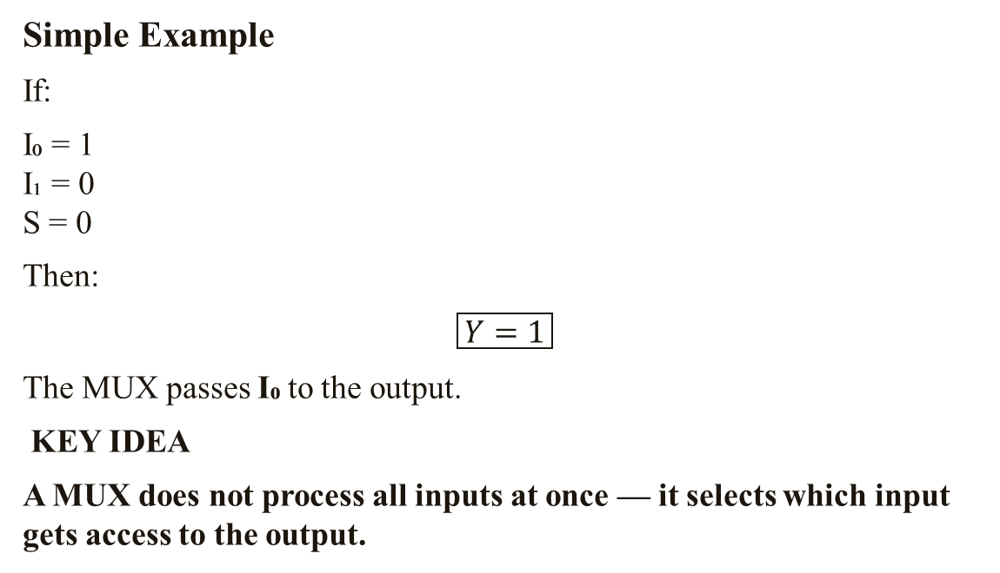 Simple Example
If:
I₀ = 1
I₁ = 0
S = 0
Then:
Y = 1
The MUX passes I₀ to the output.
KEY IDEA
A MUX does not process all inputs at once — it selects which input
gets access to the output.